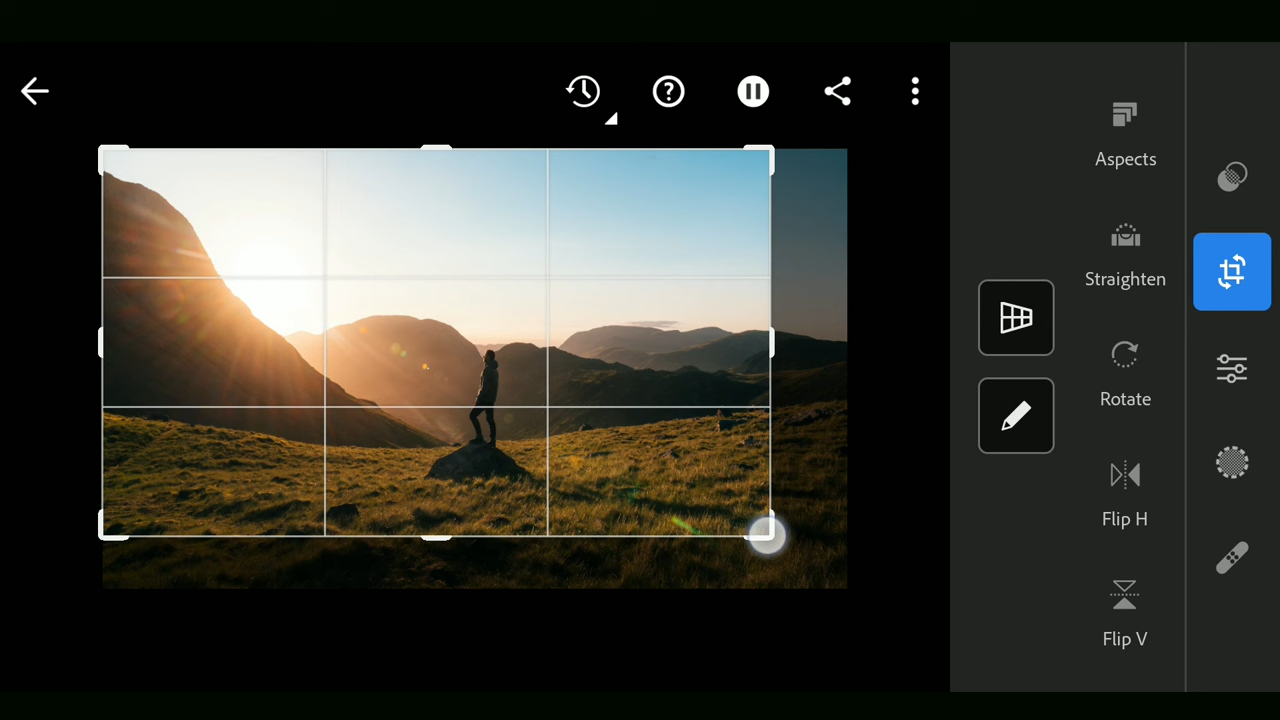 Aspects
Straighten
Rotate
Flip H
Flip V